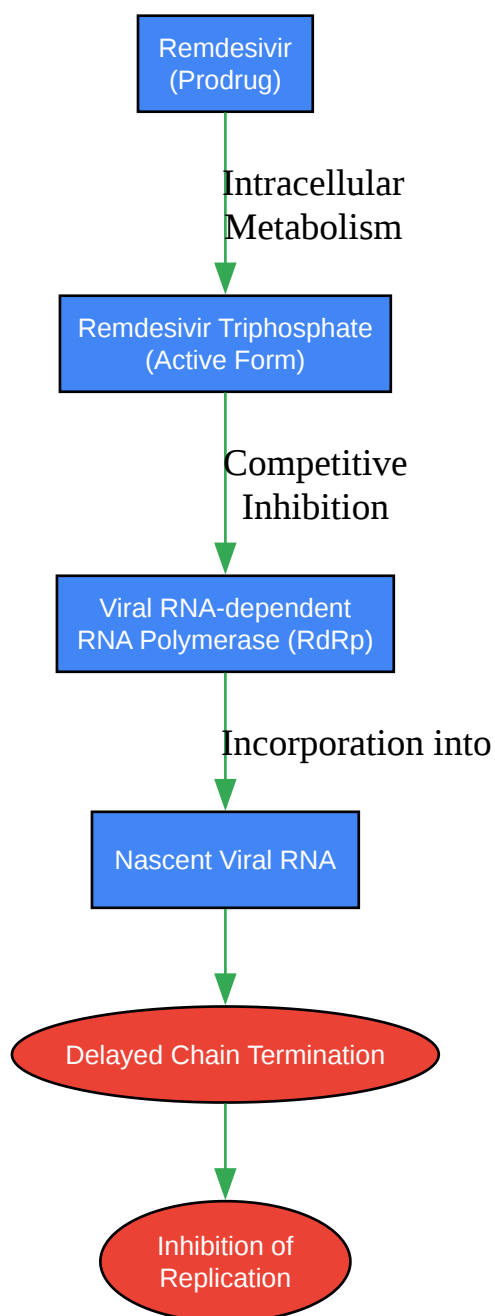 Remdesivir
(Prodrug)
Intracellular
Metabolism
Remdesivir Triphosphate
(Active Form)
Competitive
Inhibition
Viral RNA-dependent
RNA Polymerase (RdRp)
Incorporation into
Nascent Viral RNA
Delayed Chain Termination
Inhibition of
Replication